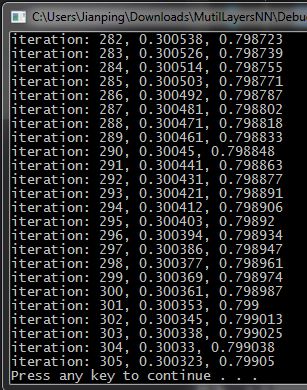 C:\Users\Jianping\Downloads\MutilLayersNN\Debu
iteration: 282, 0.300538, 0.798723
iteration: 283, 0.300526, 0.798739
iteration: 284, 0.300514, 0.798755
iteration: 285, 0.300503, 0.798771
iteration: 286, 0.300492, 0.798787
iteration: 287, 0.300481, 0.798802
iteration: 288, 0.300471, 0.798818
iteration: 289, 0.300461, 0.798833
iteration: 290, 0.30045, 0.798848
iteration: 291, 0.300441, 0.798863
iteration: 292, 0.300431, 0.798877
iteration: 293, 0.300421, 0.798891
iteration: 294, 0.300412, 0.798906
iteration: 295, 0.300403, 0.79892
iteration: 296, 0.300394, 0.798934
iteration: 297, 0.300386, 0.798947
iteration: 298, 0.300377, 0.798961
iteration: 299, 0.300369, 0.798974
iteration: 300, 0.300361, 0.798987
iteration: 301, 0.300353, 0.799
iteration: 302, 0.300345, 0.799013
iteration: 303, 0.300338, 0.799025
iteration: 304, 0.30033, 0.799038
iteration: 305, 0.300323, 0.79905
Press any key to continue . . .